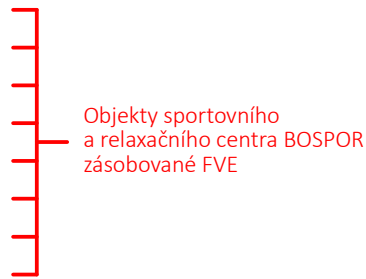 Objekty sportovního
a relaxačního centra BOSPOR
zásobované FVE